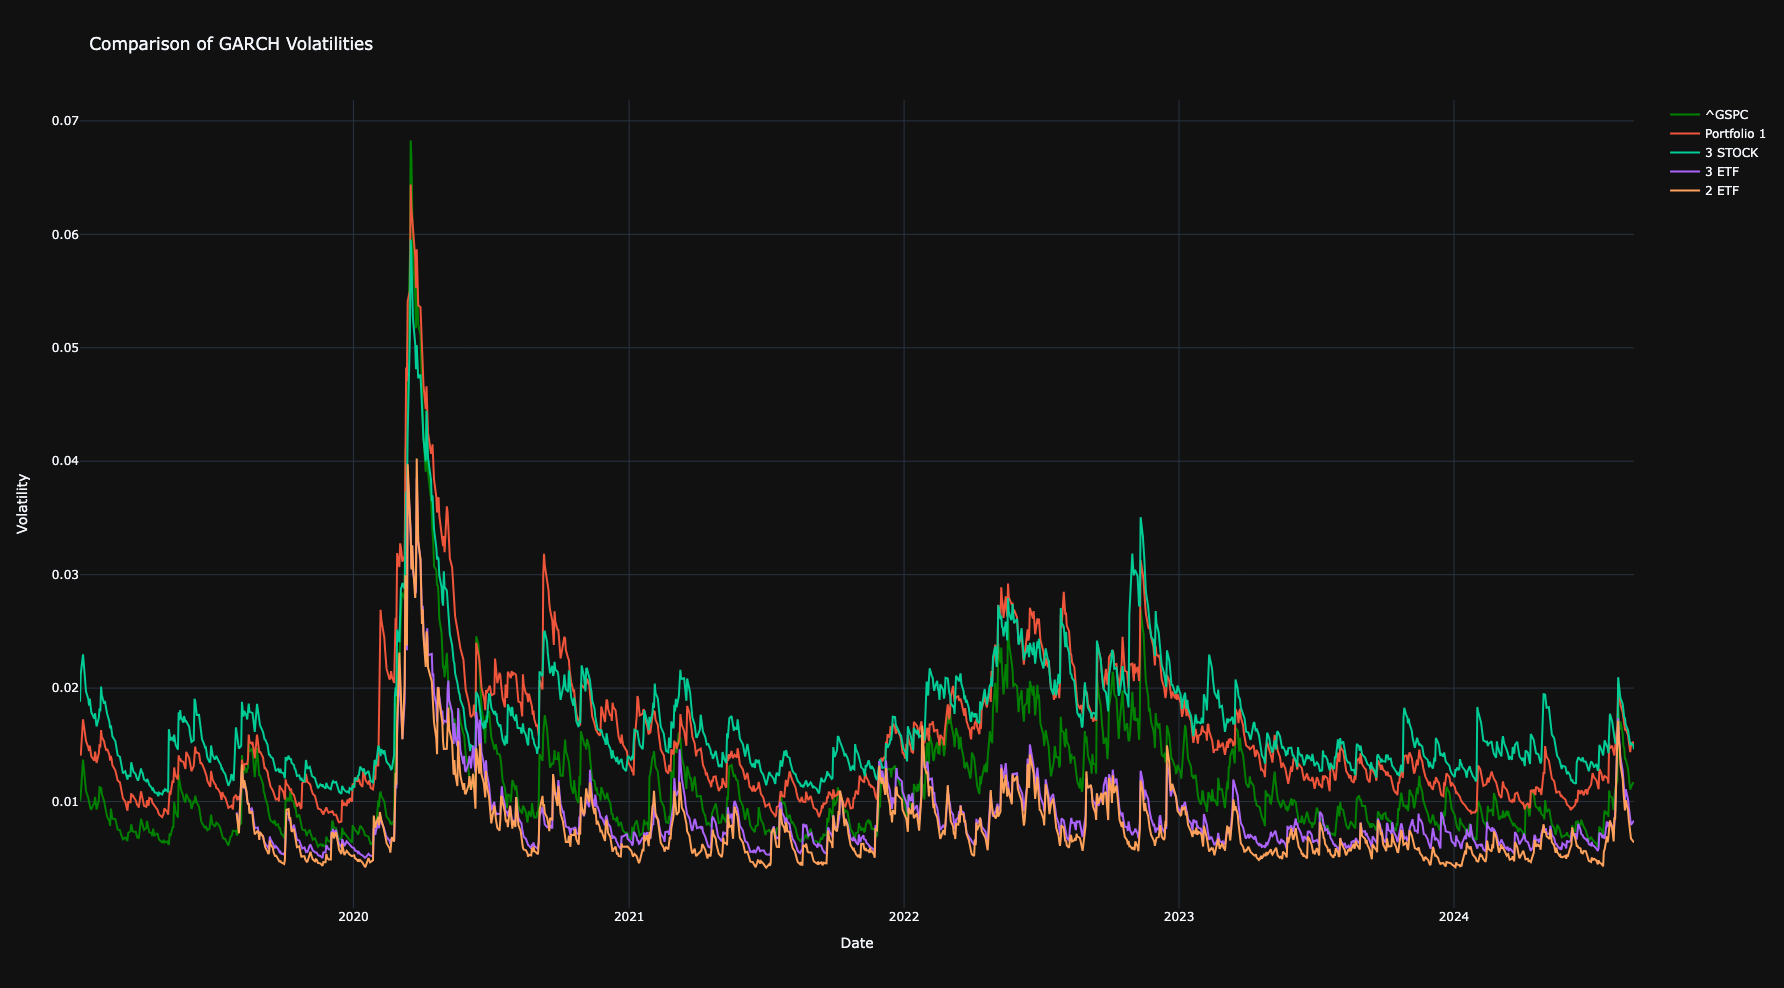 Comparison of GARCH Volatilities
^GSPC
Portfolio 1
3 STOCK
3 ETF
2 ETF
0.07
0.06
0.05
0.04
0.03
0.02
0.01
Volatility
2020 2021 2022 2023 2024
Date